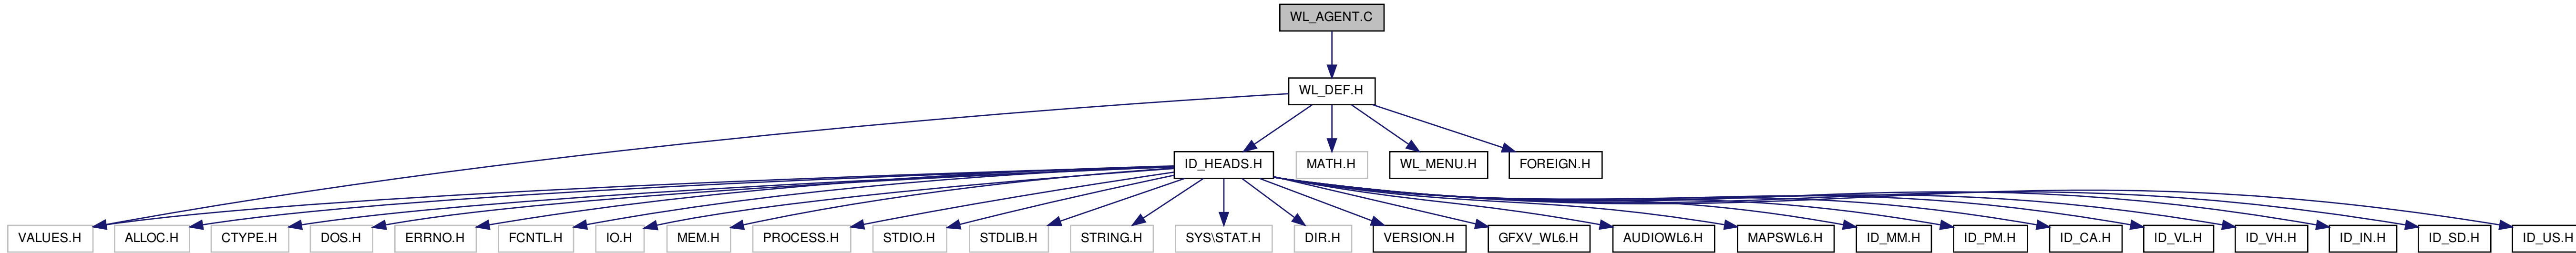 WL_AGENT.C
WL_DEF.H
ID_HEADS.H
MATH.H
WL_MENU.H
FOREIGN.H
VALUES.H
ALLOC.H
CTYPE.H
DOS.H
ERRNO.H
FCNTL.H
IO.H
MEM.H
PROCESS.H
STDIO.H
STDLIB.H
STRING.H
SYS\STAT.H
DIR.H
VERSION.H
GFXV_WL6.H
AUDIOWL6.H
MAPSWL6.H
ID_MM.H
ID_PM.H
ID_CA.H
ID_VL.H
ID_VH.H
ID_IN.H
ID_SD.H
ID_US.H